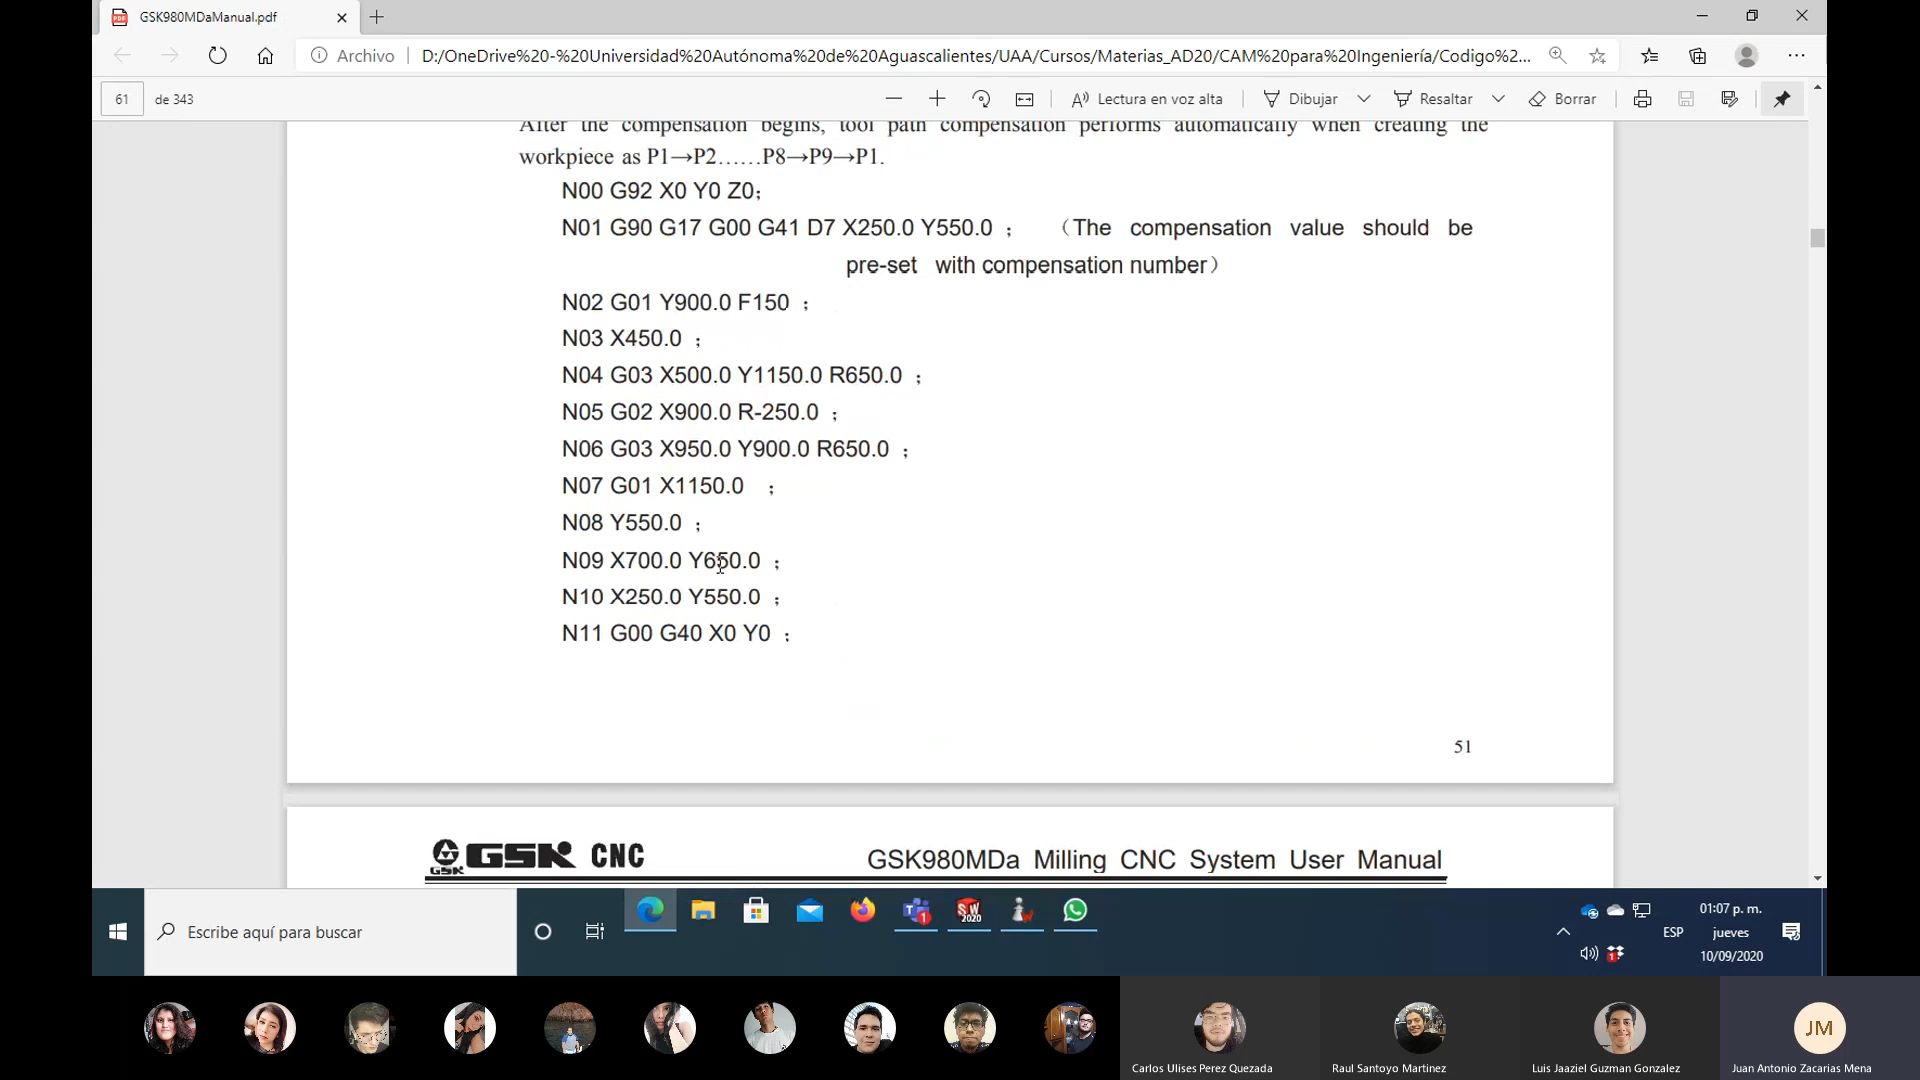 GSK980MDaManual.pdf
Archivo D:/OneDrive%20-%20Universidad%20Autónoma%20de%20Aguascalientes/UAA/Cursos/Materias_AD20/CAM%20para%20Ingeniería/Codigo%2...
61 de 343 Lectura en voz alta Dibujar Resaltar Borrar
After the compensation begins, tool path compensation performs automatically when creating the
workpiece as P1→P2……P8→P9→P1.
N00 G92 X0 Y0 Z0;
N01 G90 G17 G00 G41 D7 X250.0 Y550.0 ； （The compensation value should be
pre-set with compensation number）
N02 G01 Y900.0 F150 ；
N03 X450.0 ；
N04 G03 X500.0 Y1150.0 R650.0 ；
N05 G02 X900.0 R-250.0 ；
N06 G03 X950.0 Y900.0 R650.0 ；
N07 G01 X1150.0 ；
N08 Y550.0 ；
N09 X700.0 Y650.0 ；
N10 X250.0 Y550.0 ；
N11 G00 G40 X0 Y0 ；
51
GSK GSK CNC GSK980MDa Milling CNC System User Manual
Escribe aquí para buscar
SW 2020
ESP
01:07 p. m.
jueves
10/09/2020
JM
Carlos Ulises Perez Quezada
Raul Santoyo Martinez
Luis Jaaziel Guzman Gonzalez
Juan Antonio Zacarias Mena